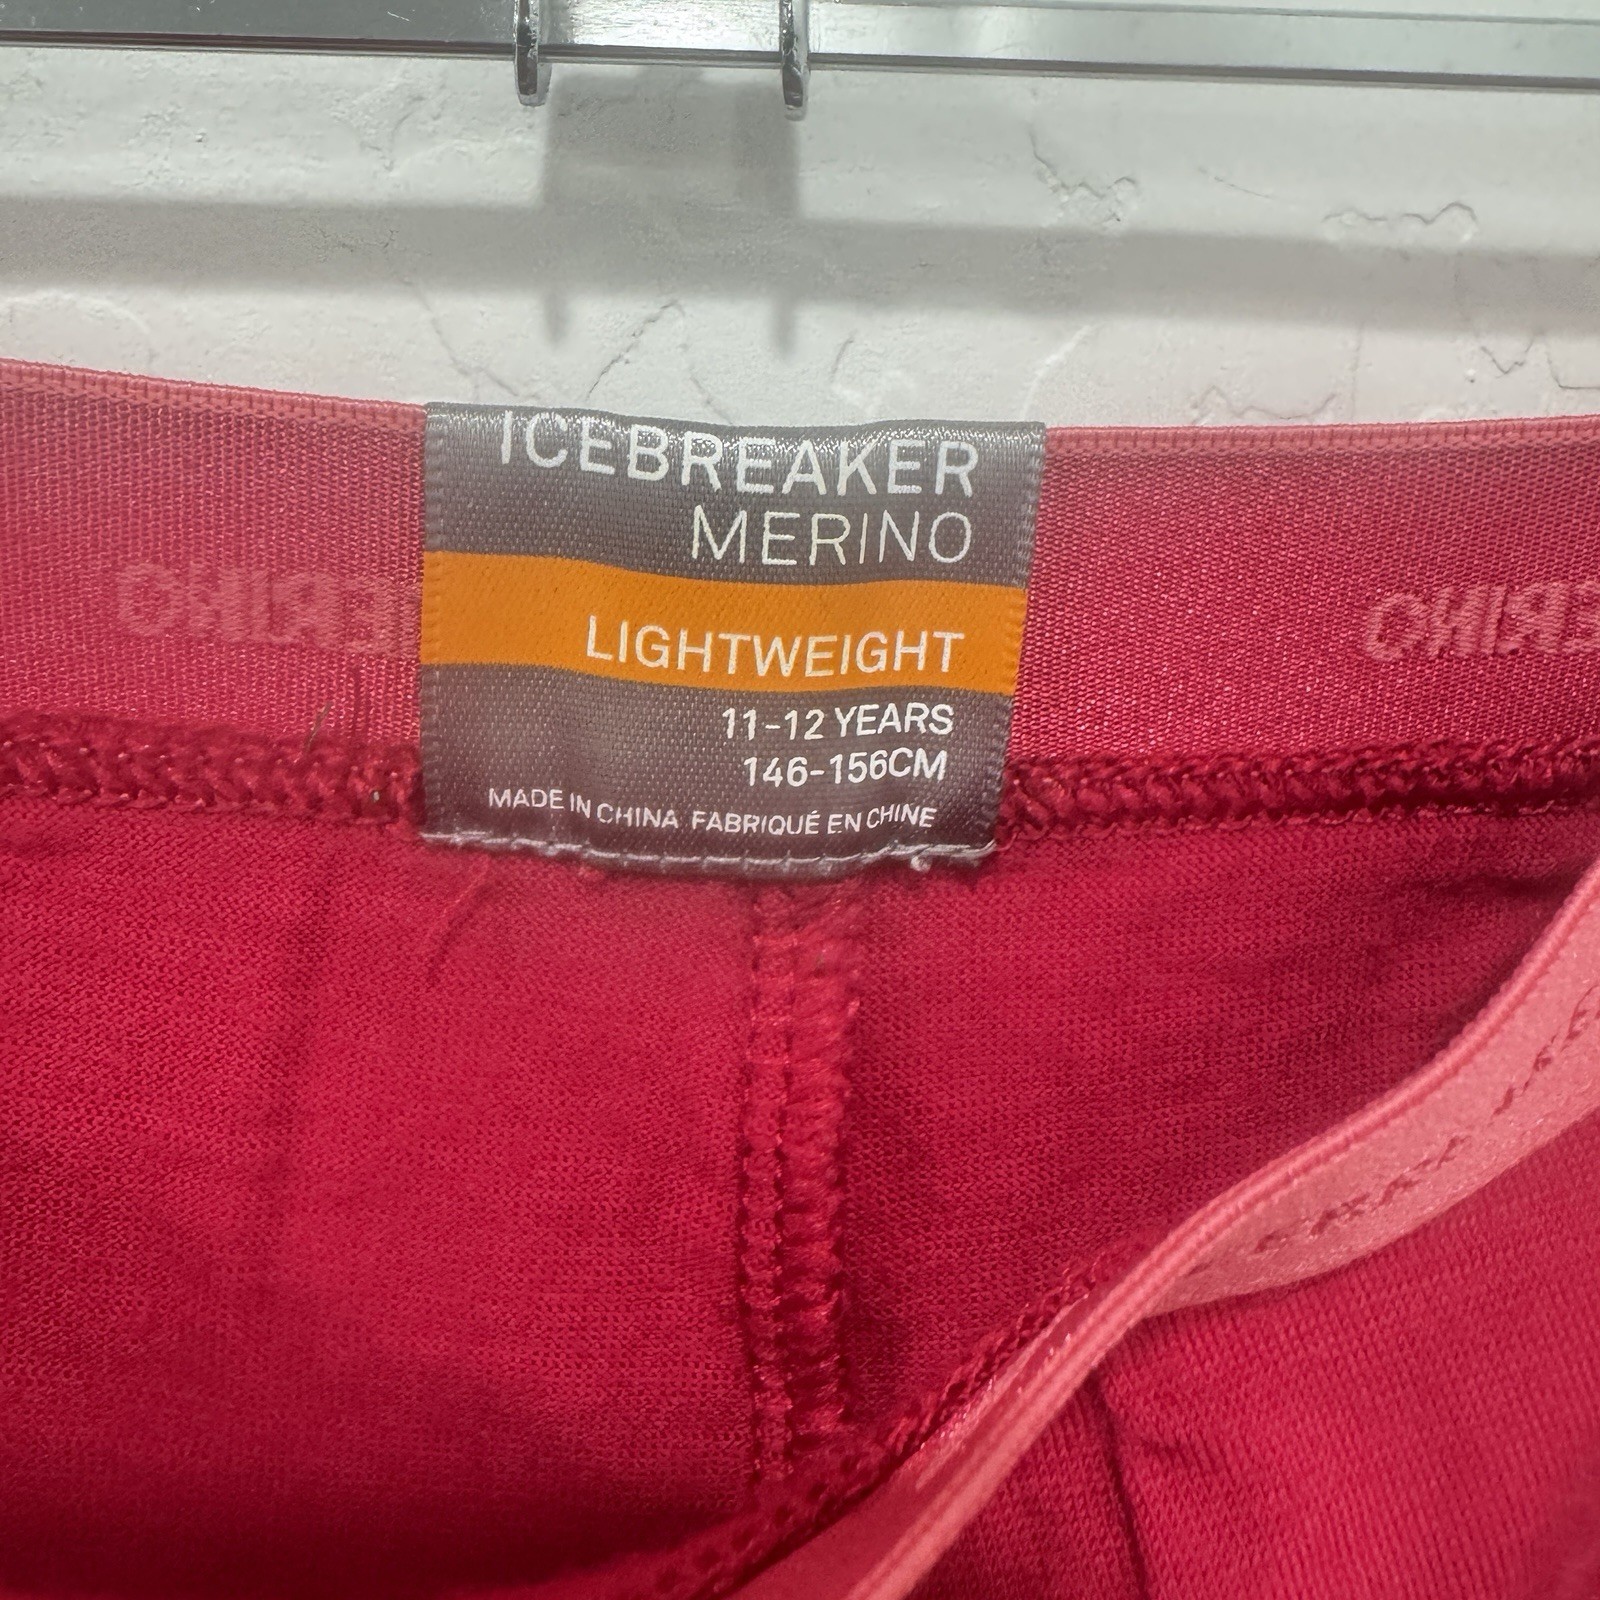 ICEBREAKER
MERINO
LIGHTWEIGHT
11-12 YEARS
146-156CM
MADE IN CHINA FABRIQUÉ EN CHINE